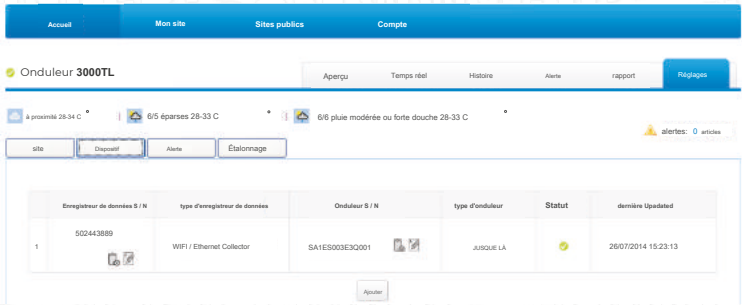 Accueil Mon site Sites publics Compte
Onduleur 3000TL
Aperçu Temps réel Histoire Alerte rapport Réglages
à proximité 28-34 C ° 6/5 éparses 28-33 C ° 6/6 pluie modérée ou forte douche 28-33 C °
alertes: 0 articles
site Dispositif Alerte Étalonnage
Enregistreur de données S / N type d'enregistreur de données Onduleur S / N type d'onduleur Statut dernière Upadated
1 502443889 WIFI / Ethernet Collector SA1ES003E3Q001 JUSQUE LÀ 26/07/2014 15:23:13
Ajouter